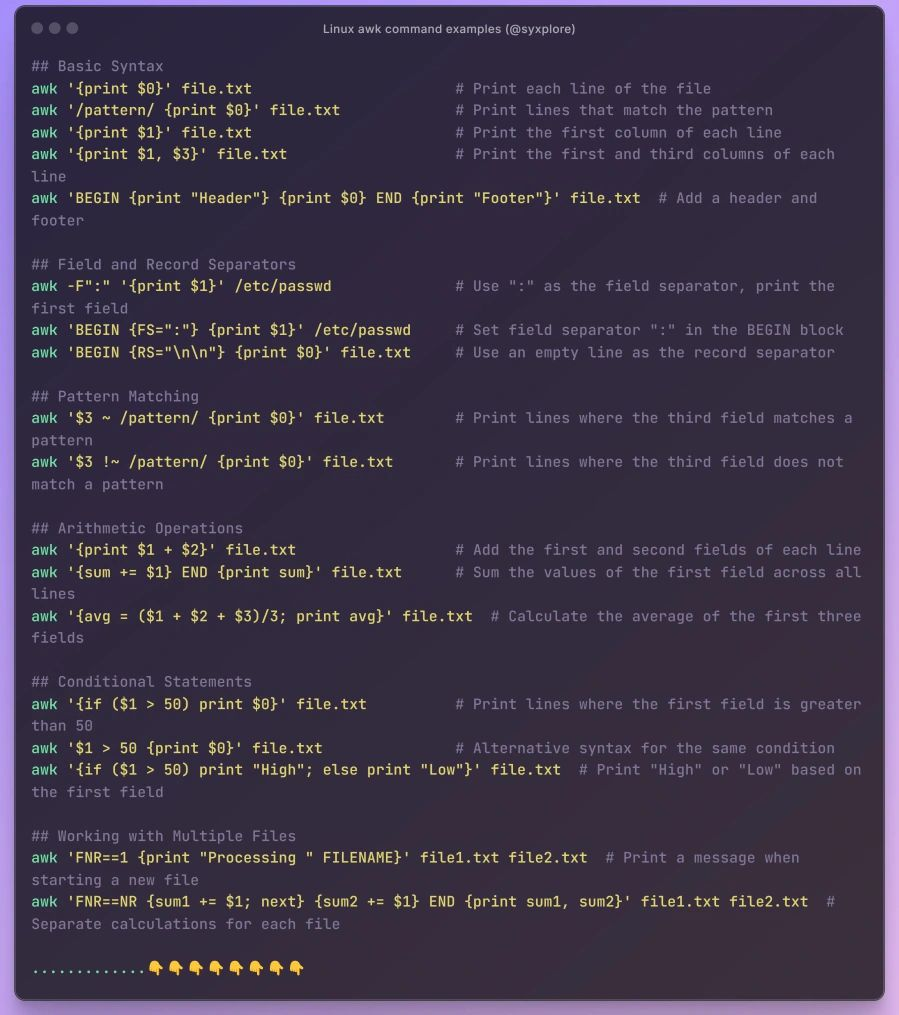 Linux awk command examples (@syxplore)
## Basic Syntax
awk '{print $0}' file.txt                       # Print each line of the file
awk '/pattern/ {print $0}' file.txt             # Print lines that match the pattern
awk '{print $1}' file.txt                       # Print the first column of each line
awk '{print $1, $3}' file.txt                   # Print the first and third columns of each
line
awk 'BEGIN {print "Header"} {print $0} END {print "Footer"}' file.txt  # Add a header and
footer
## Field and Record Separators
awk -F":" '{print $1}' /etc/passwd              # Use ":" as the field separator, print the
first field
awk 'BEGIN {FS=":"} {print $1}' /etc/passwd     # Set field separator ":" in the BEGIN block
awk 'BEGIN {RS="\n\n"} {print $0}' file.txt     # Use an empty line as the record separator
## Pattern Matching
awk '$3 ~ /pattern/ {print $0}' file.txt        # Print lines where the third field matches a
pattern
awk '$3 !~ /pattern/ {print $0}' file.txt       # Print lines where the third field does not
match a pattern
## Arithmetic Operations
awk '{print $1 + $2}' file.txt                  # Add the first and second fields of each line
awk '{sum += $1} END {print sum}' file.txt      # Sum the values of the first field across all
lines
awk '{avg = ($1 + $2 + $3)/3; print avg}' file.txt  # Calculate the average of the first three
fields
## Conditional Statements
awk '{if ($1 > 50) print $0}' file.txt          # Print lines where the first field is greater
than 50
awk '$1 > 50 {print $0}' file.txt               # Alternative syntax for the same condition
awk '{if ($1 > 50) print "High"; else print "Low"}' file.txt  # Print "High" or "Low" based on
the first field
## Working with Multiple Files
awk 'FNR==1 {print "Processing " FILENAME}' file1.txt file2.txt  # Print a message when
starting a new file
awk 'FNR==NR {sum1 += $1; next} {sum2 += $1} END {print sum1, sum2}' file1.txt file2.txt  #
Separate calculations for each file
.............👇👇👇👇👇👇👇👇